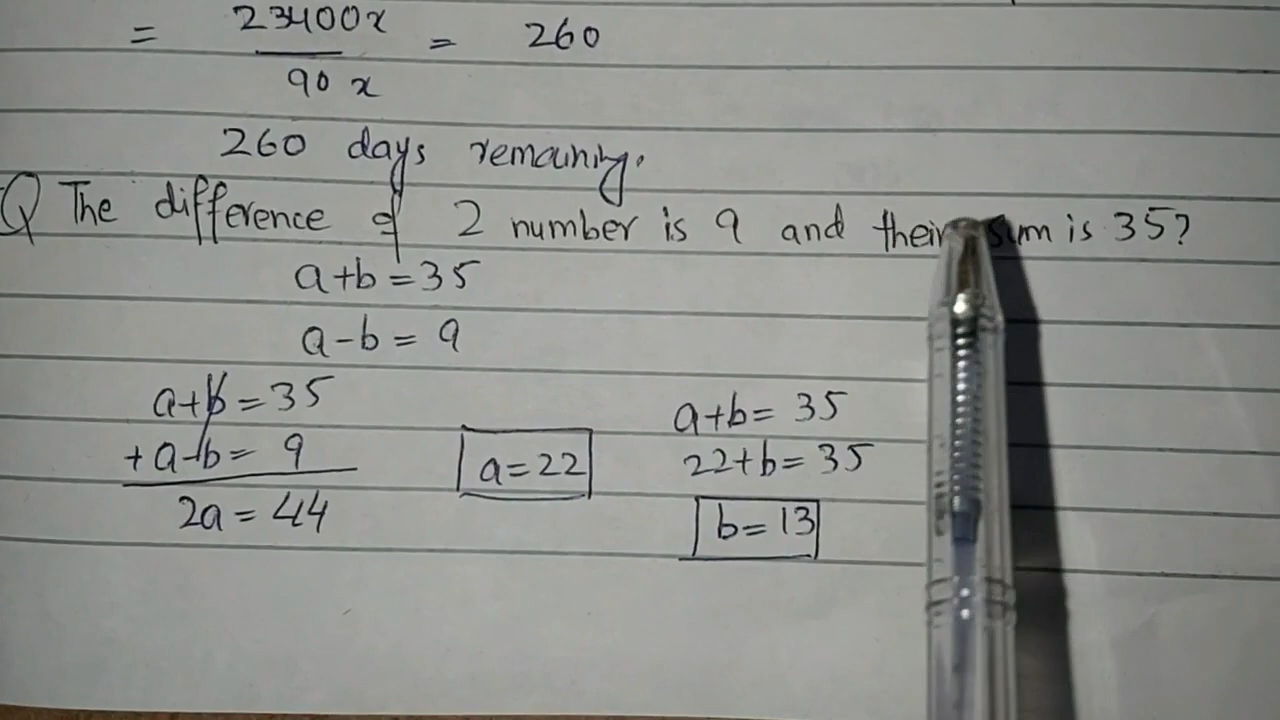 = 23400x = 260
90 x
260 days remaining.
Q The difference of 2 number is 9 and their sum is 35?
a+b=35
a-b= 9
a+b=35
+a-b= 9
2a=44
a=22
a+b= 35
22+b=35
b=13